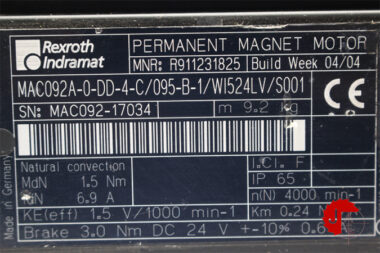 Rexroth
Indramat
PERMANENT MAGNET MOTOR
MNR: R911231825 Build Week 04/04
MAC092A-0-DD-4-C/095-B-1/WI524LV/S001
SN: MAC092-17034 m 9.2 kg
CE
Natural convection I.Cl. F
MdN 1.5 Nm IP 65
IdN 6.9 A n(N) 4000 min-1
KE(eff) 1.5 V/1000 min-1 Km 0.24
Brake 3.0 Nm DC 24 V +-10%
Made in Germany